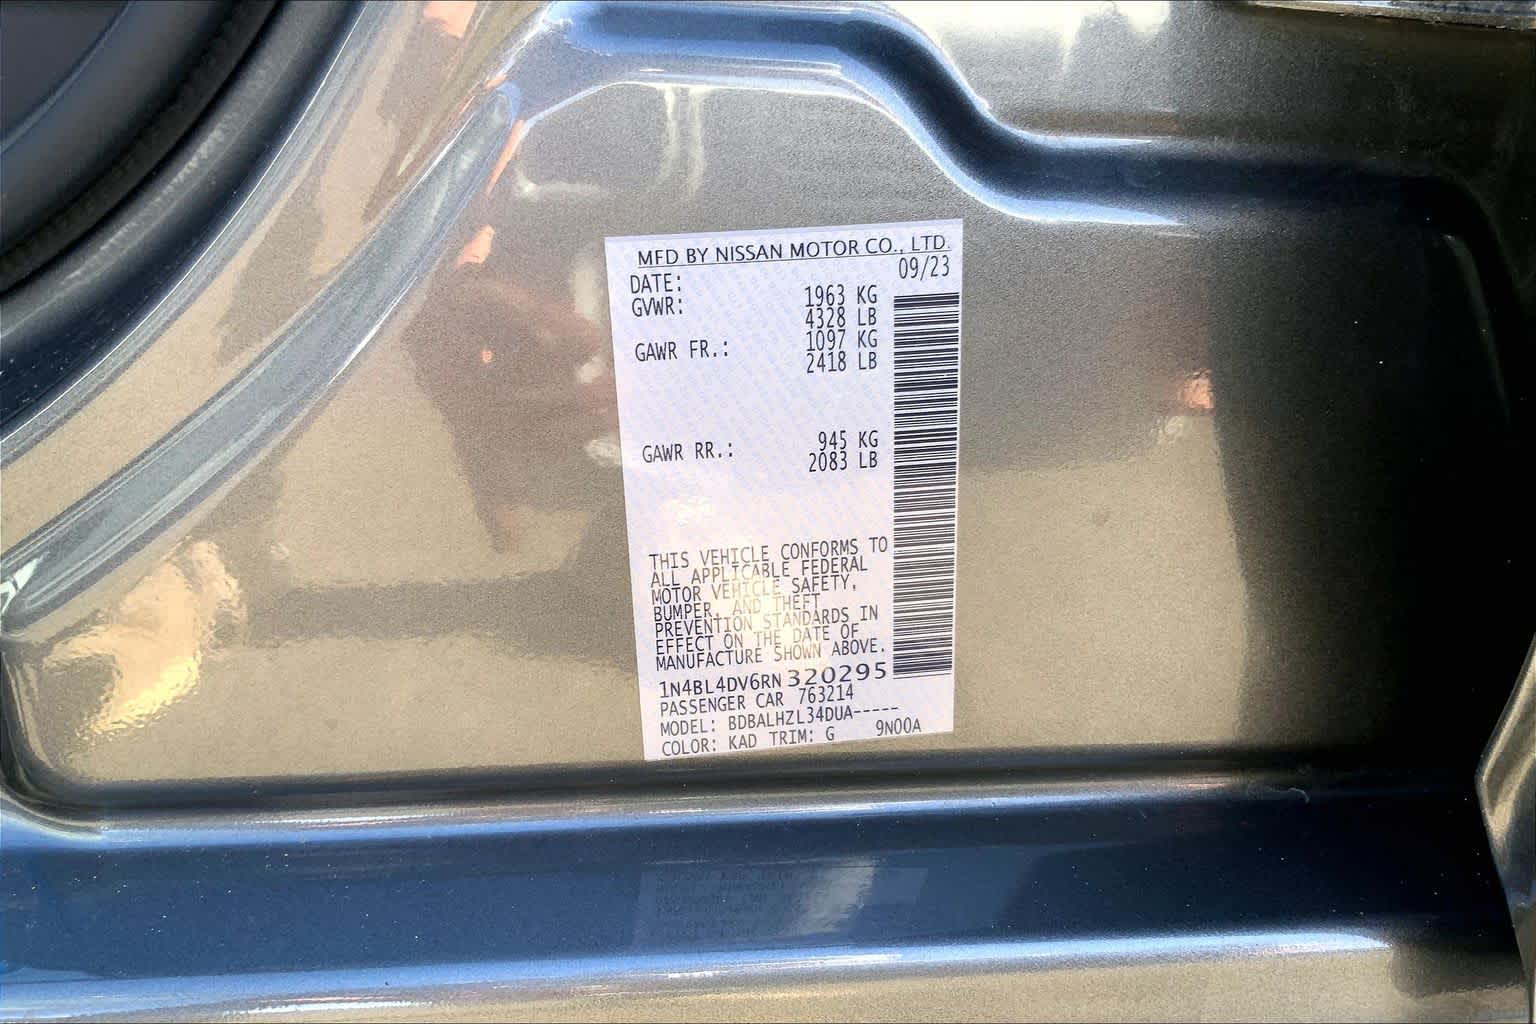 MFD BY NISSAN MOTOR CO., LTD.
DATE: 09/23
GVWR: 1963 KG
4328 LB
GAWR FR.: 1097 KG
2418 LB
GAWR RR.: 945 KG
2083 LB
THIS VEHICLE CONFORMS TO
ALL APPLICABLE FEDERAL
MOTOR VEHICLE SAFETY,
BUMPER, AND THEFT
PREVENTION STANDARDS IN
EFFECT ON THE DATE OF
MANUFACTURE SHOWN ABOVE.
1N4BL4DV6RN320295
PASSENGER CAR 763214
MODEL: BDBALHZL34DUA-----
COLOR: KAD TRIM: G 9N00A